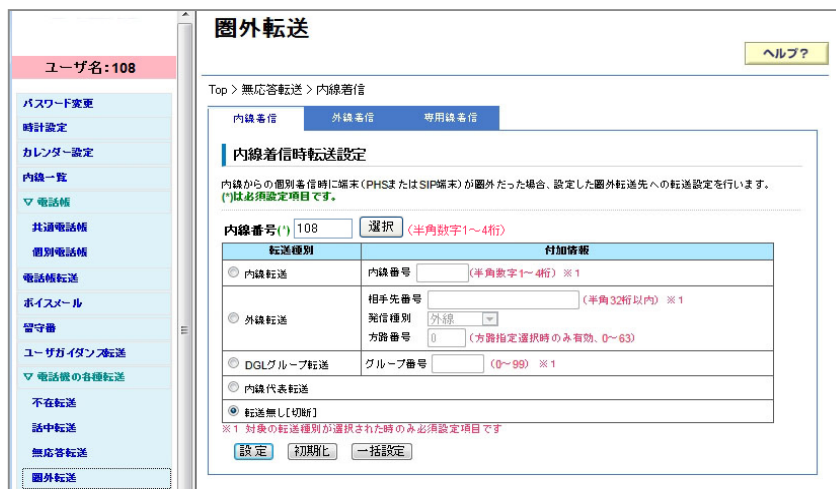 ユーザ名:108
パスワード変更
時計設定
カレンダー設定
内線一覧
▽ 電話帳
共通電話帳
個別電話帳
電話帳転送
ボイスメール
留守番
ユーザガイダンス転送
▽ 電話機の各種転送
不在転送
話中転送
無応答転送
圏外転送
圏外転送
ヘルプ?
Top > 無応答転送 > 内線着信
内線着信 外線着信 専用線着信
内線着信時転送設定
内線からの個別着信時に端末(PHSまたはSIP端末)が圏外だった場合、設定した圏外転送先への転送設定を行います。
(*)は必須設定項目です。
内線番号(*) 108 選択 (半角数字1～4桁)
転送種別 付加情報
内線転送 内線番号 (半角数字1～4桁) ※1
相手先番号 (半角32桁以内) ※1
外線転送 発信種別 外線
方路番号 0 (方路指定選択時のみ有効、0～63)
DGLグループ転送 グループ番号 (0～99) ※1
内線代表転送
転送無し[切断]
※1 対象の転送種別が選択された時のみ必須設定項目です
設定 初期化 一括設定